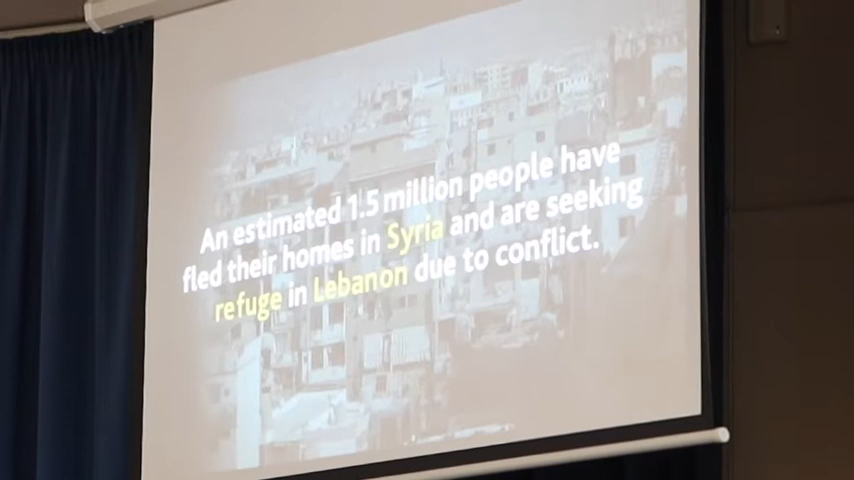 An estimated 1.5 million people have
fled their homes in Syria and are seeking
refuge in Lebanon due to conflict.